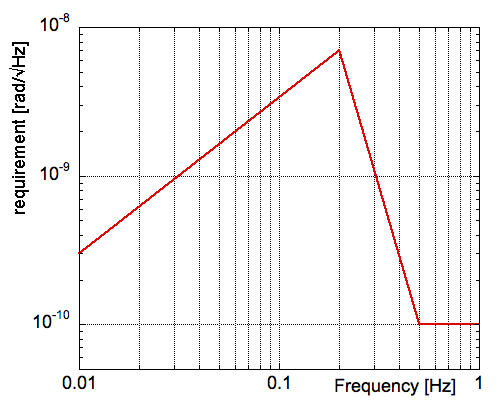 10⁻⁸
requirement [rad/√Hz]
10⁻⁹
10⁻¹⁰
0.01 0.1 Frequency [Hz] 1